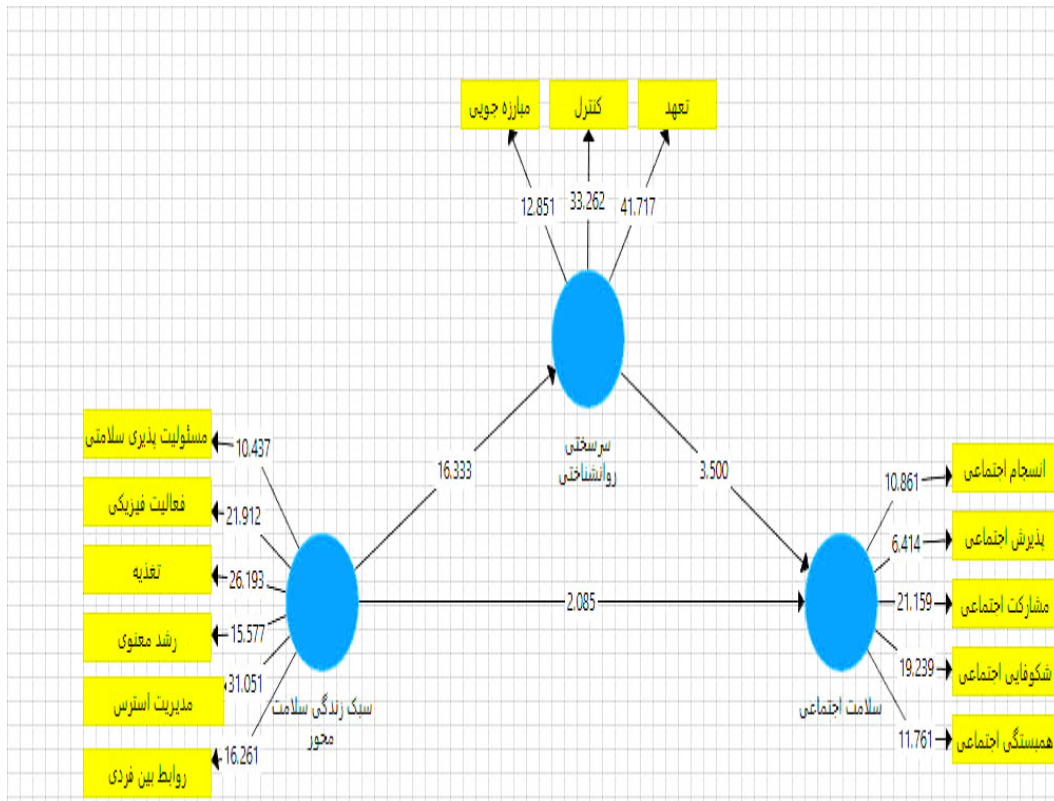 مبارزه جویی
کنترل
تعهد
12.851
33.262
41.717
سرسختی
روانشناختی
16.333
3.500
2.085
مسئولیت پذیری سلامتی
10.437
فعالیت فیزیکی
21.912
تغذیه
26.193
رشد معنوی
15.577
مدیریت استرس
31.051
روابط بین فردی
16.261
سبک زندگی سلامت
محور
سلامت اجتماعی
10.861
انسجام اجتماعی
6.414
پذیرش اجتماعی
21.159
مشارکت اجتماعی
19.239
شکوفایی اجتماعی
11.761
همبستگی اجتماعی